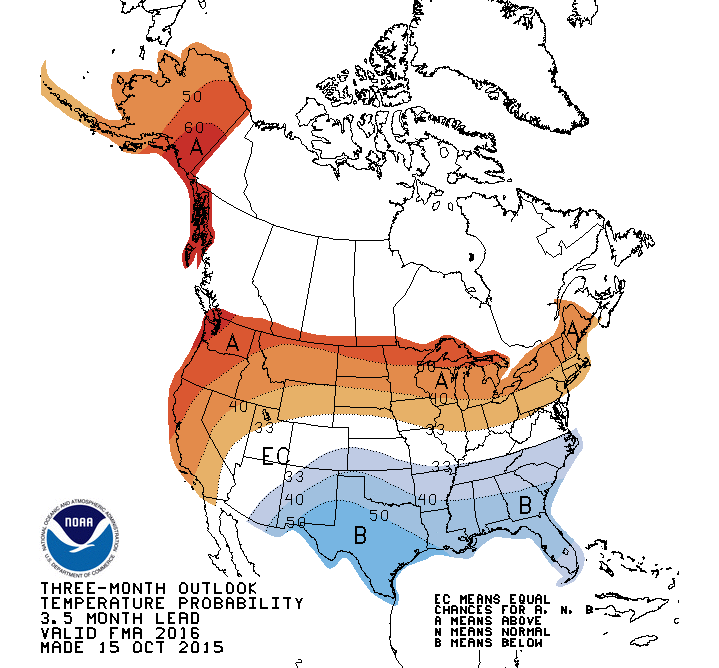 50
60
A
A
50
A
A
40
40
33
33
33
EC
33
33
40
40
50
50
B
B
NATIONAL OCEANIC AND ATMOSPHERIC ADMINISTRATION
NOAA
U.S. DEPARTMENT OF COMMERCE
THREE-MONTH OUTLOOK
TEMPERATURE PROBABILITY
3.5 MONTH LEAD
VALID FMA 2016
MADE 15 OCT 2015
EC MEANS EQUAL
CHANCES FOR A, N, B
A MEANS ABOVE
N MEANS NORMAL
B MEANS BELOW